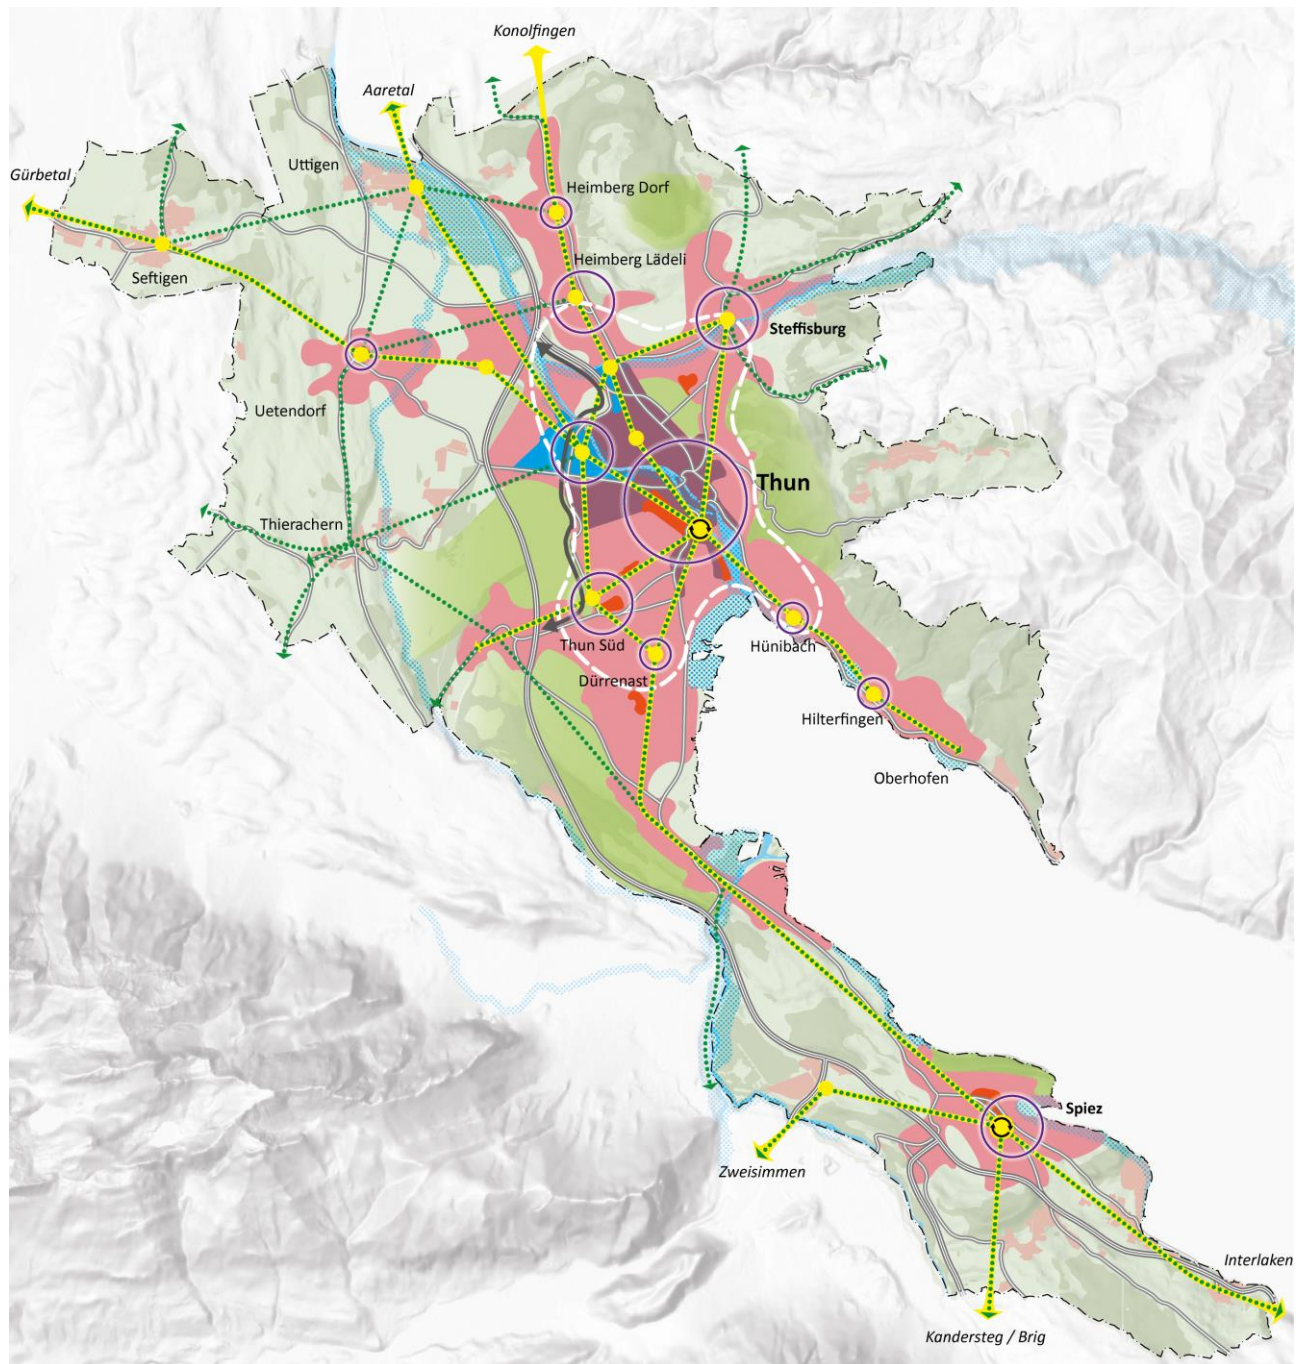 Konolfingen
Aaretal
Uttigen
Gürbetal
Heimberg Dorf
Heimberg Lädeli
Seftigen
Steffisburg
Uetendorf
Thun
Thierachern
Thun Süd
Hünibach
Dürrenast
Hilterfingen
Oberhofen
Spiez
Zweisimmen
Interlaken
Kandersteg / Brig